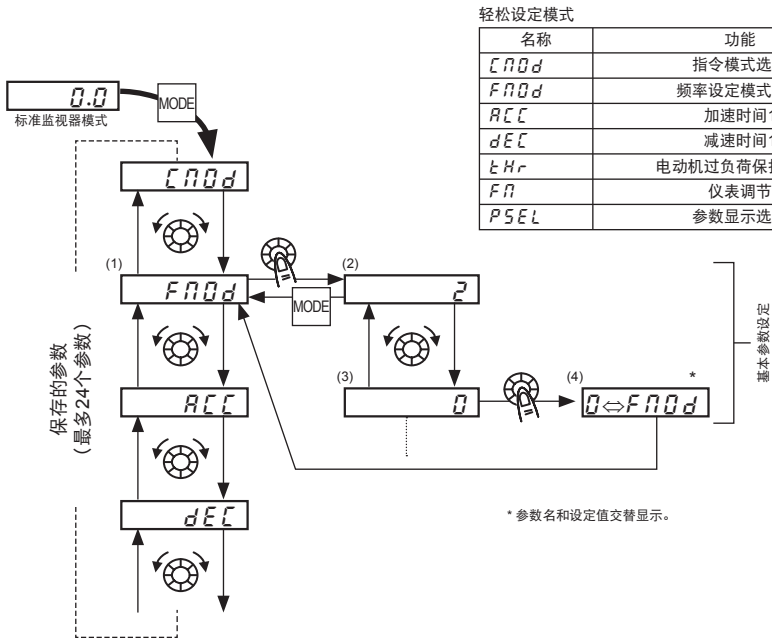 轻松设定模式
名称 功能
CMOd 指令模式选
FMOd 频率设定模式
ACC 加速时间
dEC 减速时间
tHr 电动机过负荷保
FM 仪表调节
PSEL 参数显示选
0.0
MODE
标准监视器模式
CMOd
(1)
FMOd
(2)
2
MODE
保存的参数
(最多24个参数)
ACC
(3)
0
(4)
*
0⇔FMOd
基本参数设定
dEC
* 参数名和设定值交替显示。